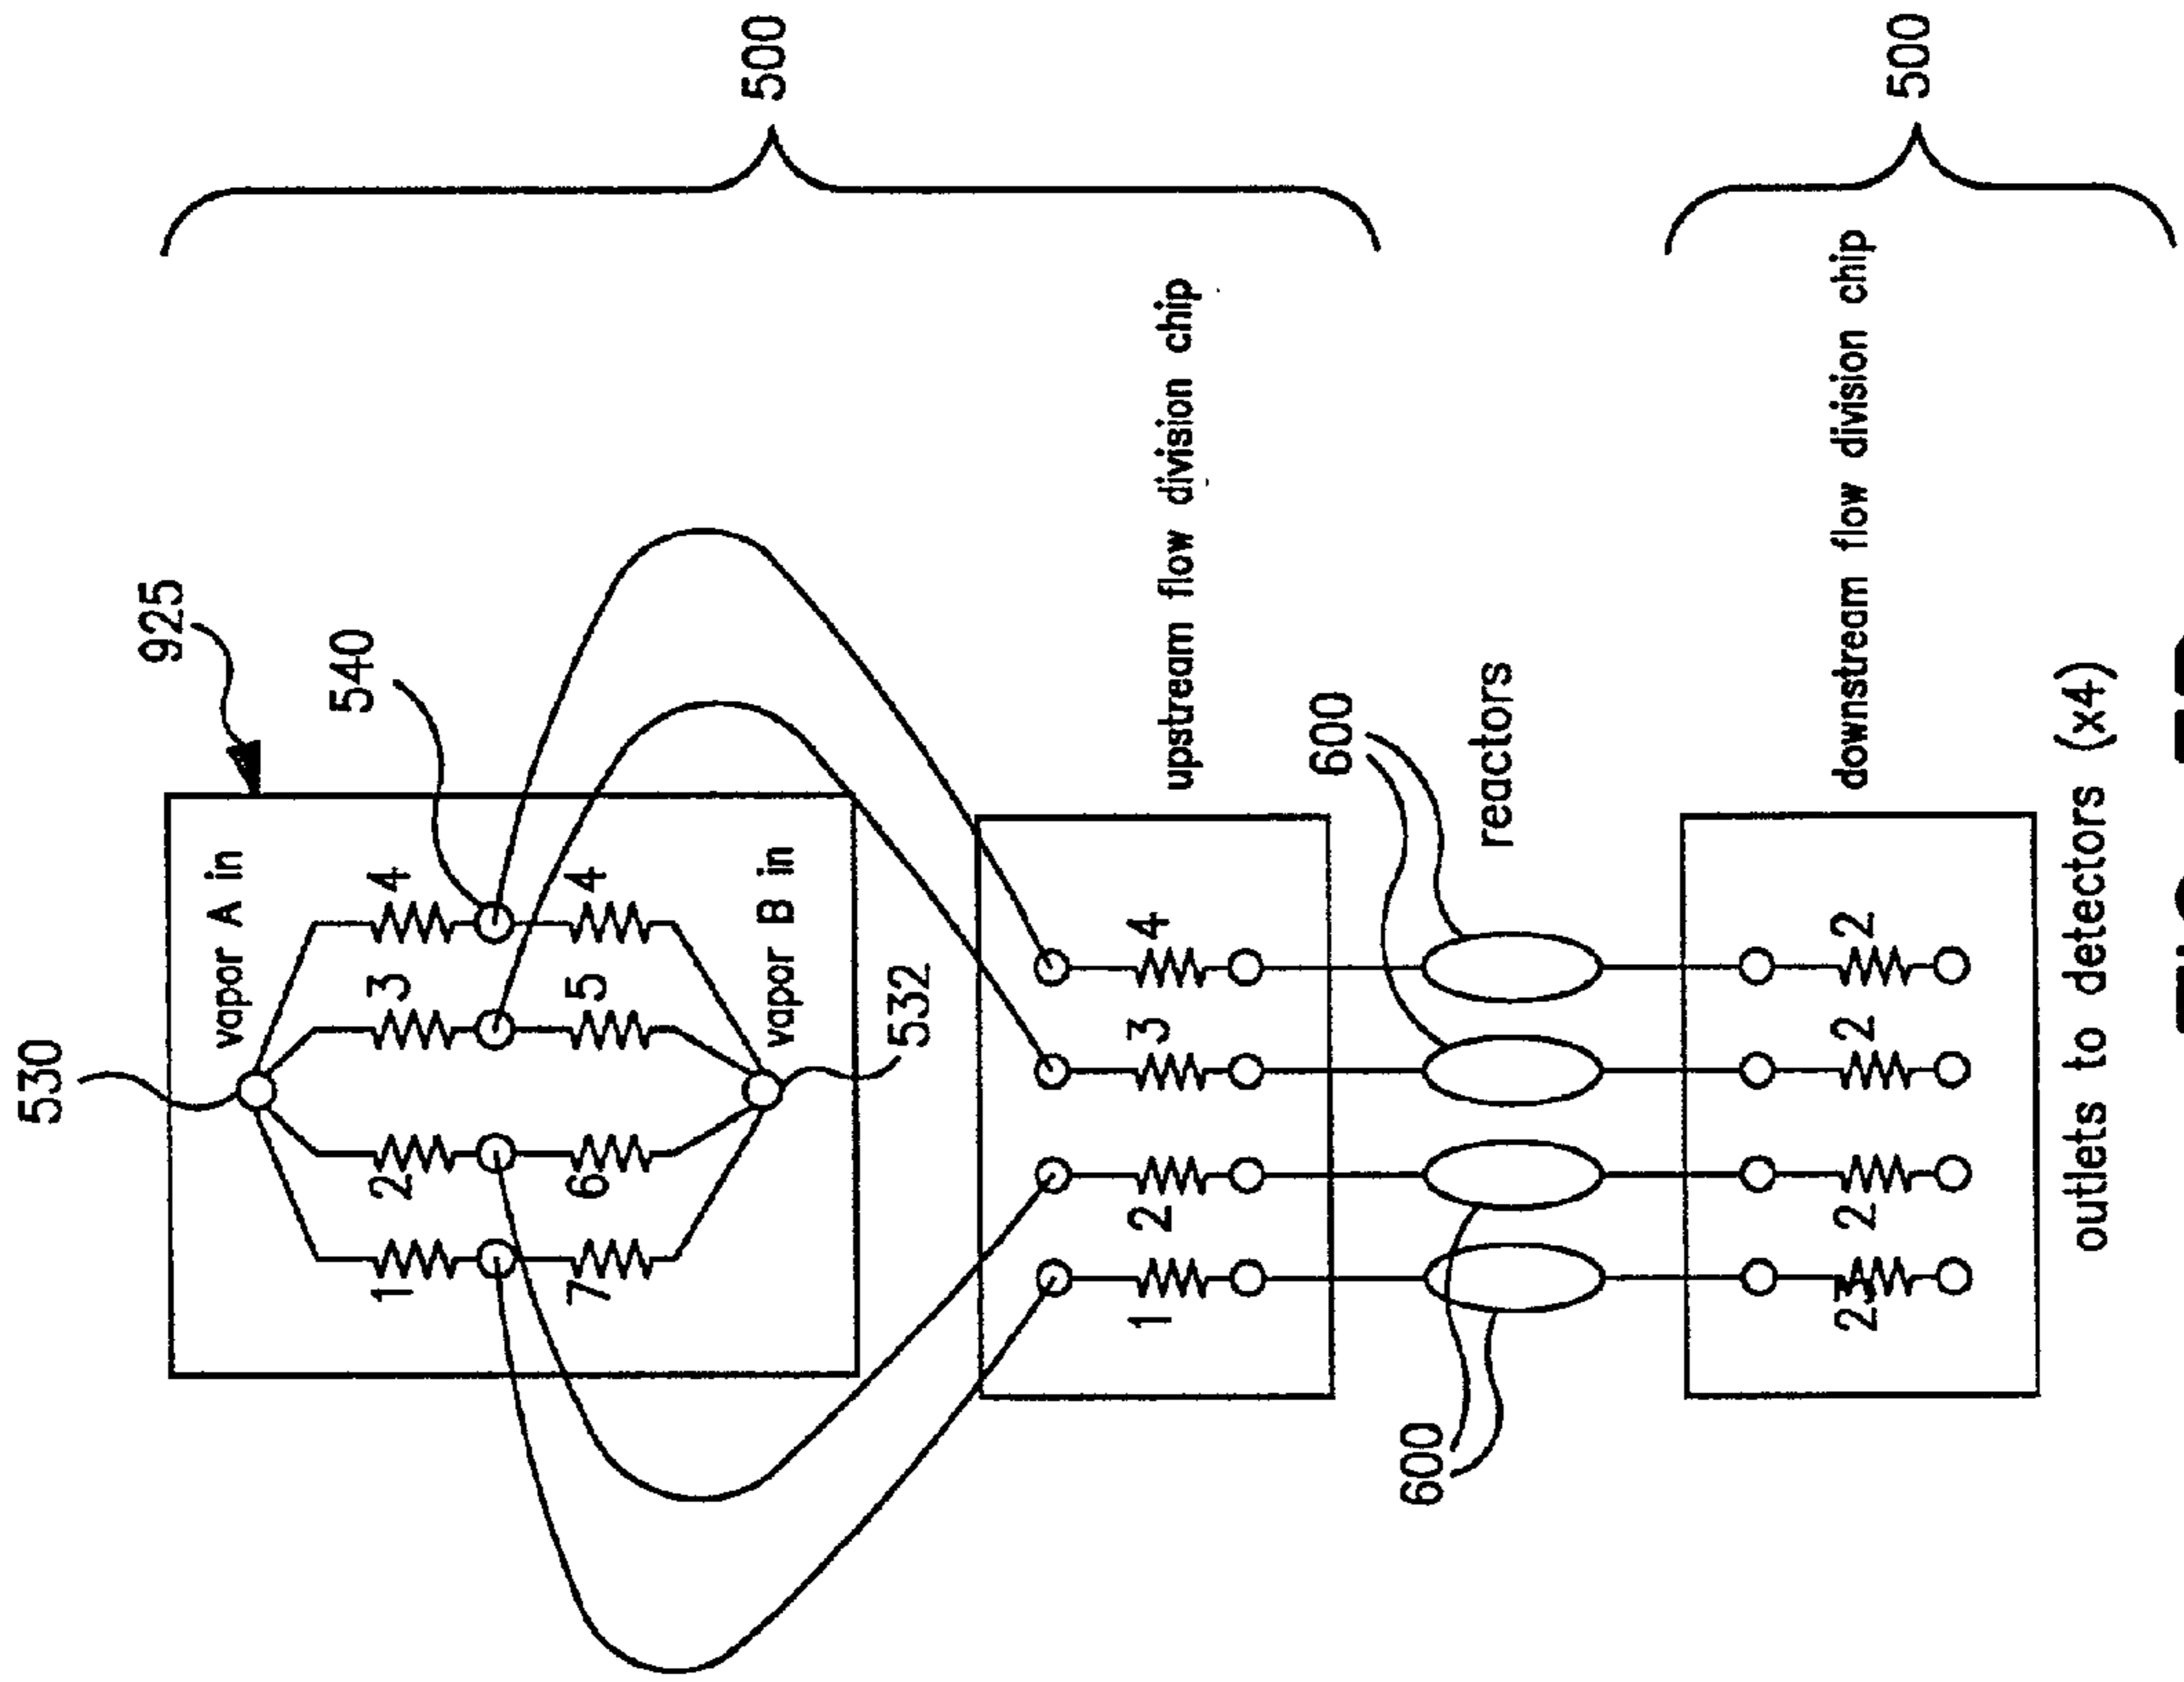 530
925
vapor A in
540
1 2 3 4
7 6 5 4
vapor B in
500
532
1 2 3 4
upstream flow division chip
600
600
reactors
2 2 2 2
downstream flow division chip
500
outlets to detectors (x4)